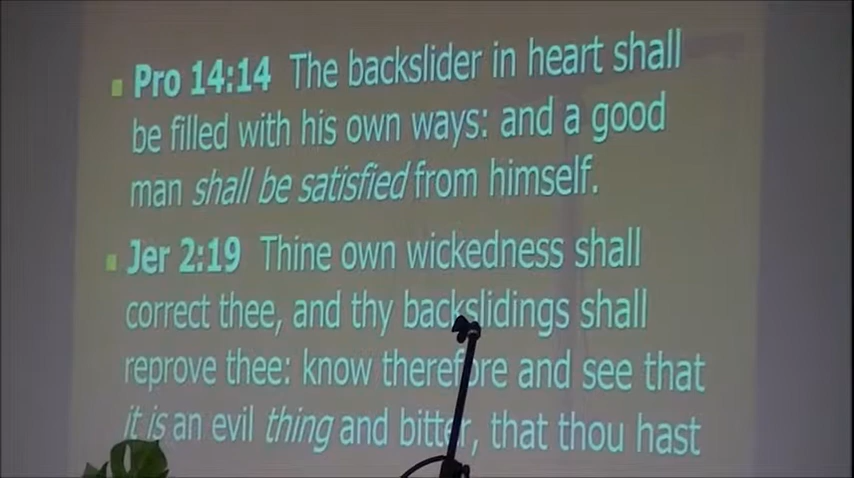 Pro 14:14 The backslider in heart shall
be filled with his own ways: and a good
man shall be satisfied from himself.
Jer 2:19 Thine own wickedness shall
correct thee, and thy backslidings shall
reprove thee: know therefore and see that
it is an evil thing and bitter, that thou hast